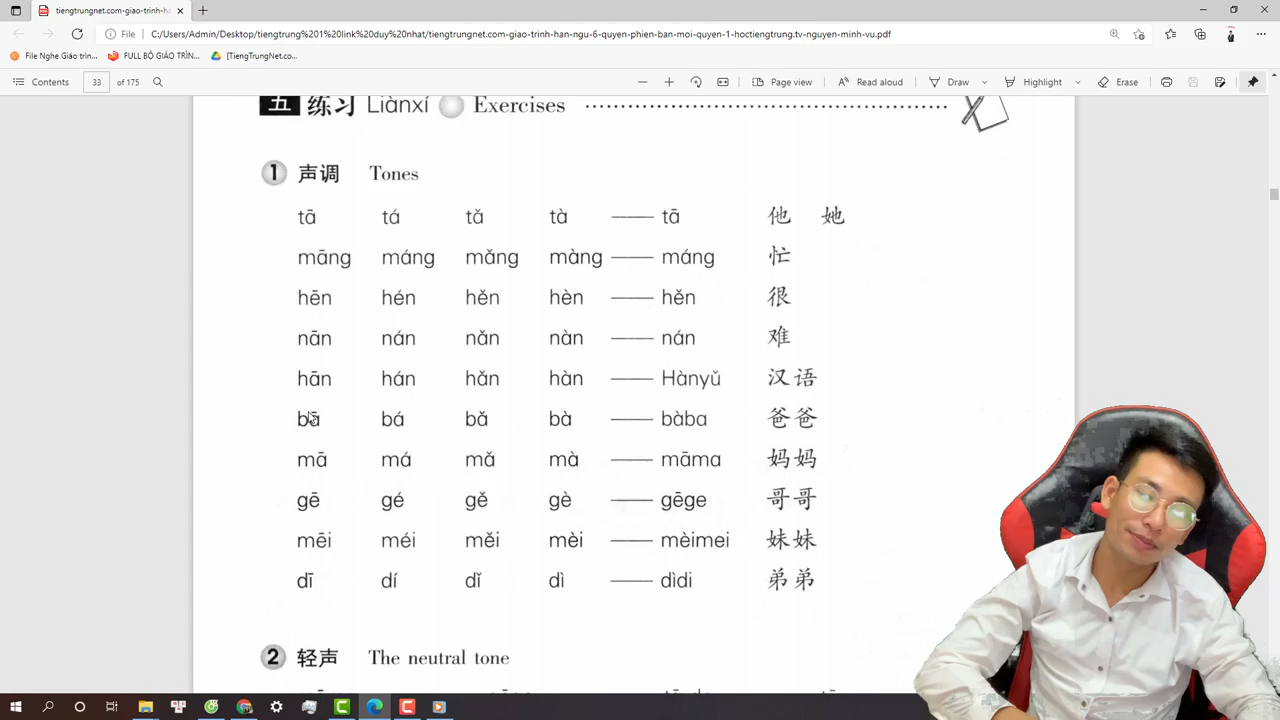 tiengtrungnet.com-giao-trinh-ha
File C:/Users/Admin/Desktop/tiengtrung%201%20link%20duy%20nhat/tiengtrungnet.com-giao-trinh-han-ngu-6-quyen-phien-ban-moi-quyen-1-hoctiengtrung.tv-nguyen-minh-vu.pdf
File Nghe Giáo trìn... FULL BỘ GIÁO TRÌN... [TiengTrungNet.co...
Contents 33 of 175 Page view Read aloud Draw Highlight Erase
五 练习 Liànxí Exercises
1 声调 Tones
tā tá tǎ tà —— tā 他 她
māng máng mǎng màng —— máng 忙
hēn hén hěn hèn —— hěn 很
nān nán nǎn nàn —— nán 难
hān hán hǎn hàn —— Hànyǔ 汉语
bā bá bǎ bà —— bàba 爸爸
mā má mǎ mà —— māma 妈妈
gē gé gě gè —— gēge 哥哥
mēi méi měi mèi —— mèimei 妹妹
dī dí dǐ dì —— dìdi 弟弟
2 轻声 The neutral tone